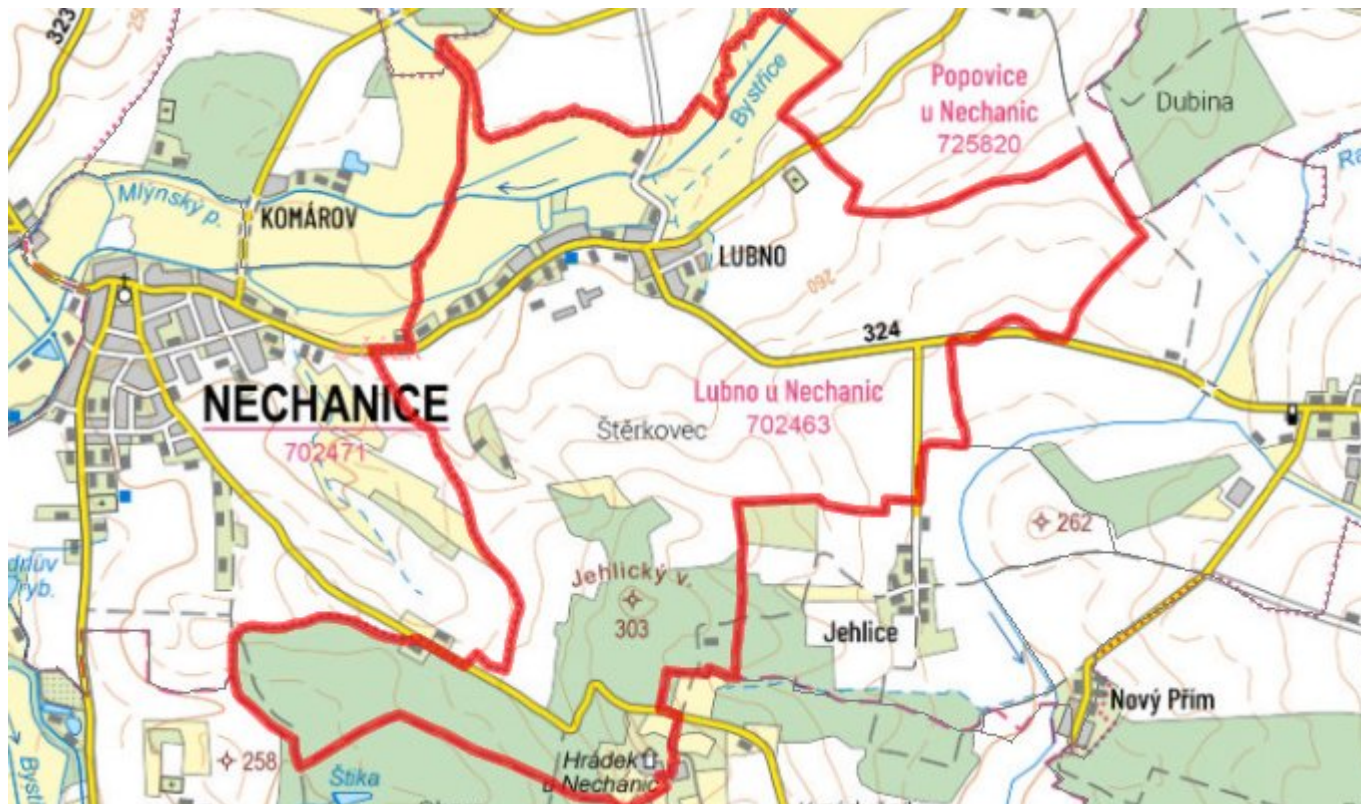 323
Bystřice
Popovice
u Nechanic
725820
Dubina
Mlýnský p.
KOMÁROV
LUBNO
260
324
NECHANICE
702471
Lubno u Nechanic
702463
Štěrkovec
262
Jehlický v.
303
Jehlice
Nový Přím
258
Hrádek
u Nechanic
Štika